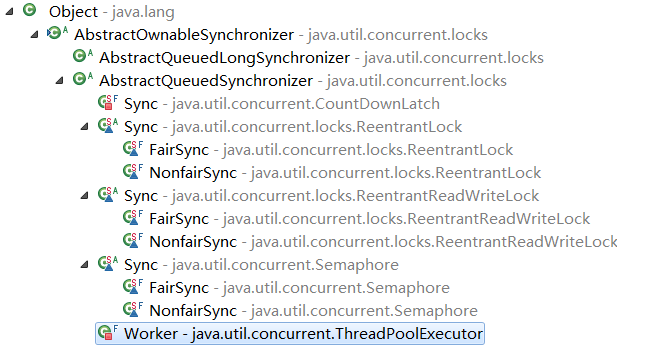 Object - java.lang
AbstractOwnableSynchronizer - java.util.concurrent.locks
AbstractQueuedLongSynchronizer - java.util.concurrent.locks
AbstractQueuedSynchronizer - java.util.concurrent.locks
Sync - java.util.concurrent.CountDownLatch
Sync - java.util.concurrent.locks.ReentrantLock
FairSync - java.util.concurrent.locks.ReentrantLock
NonfairSync - java.util.concurrent.locks.ReentrantLock
Sync - java.util.concurrent.locks.ReentrantReadWriteLock
FairSync - java.util.concurrent.locks.ReentrantReadWriteLock
NonfairSync - java.util.concurrent.locks.ReentrantReadWriteLock
Sync - java.util.concurrent.Semaphore
FairSync - java.util.concurrent.Semaphore
NonfairSync - java.util.concurrent.Semaphore
Worker - java.util.concurrent.ThreadPoolExecutor